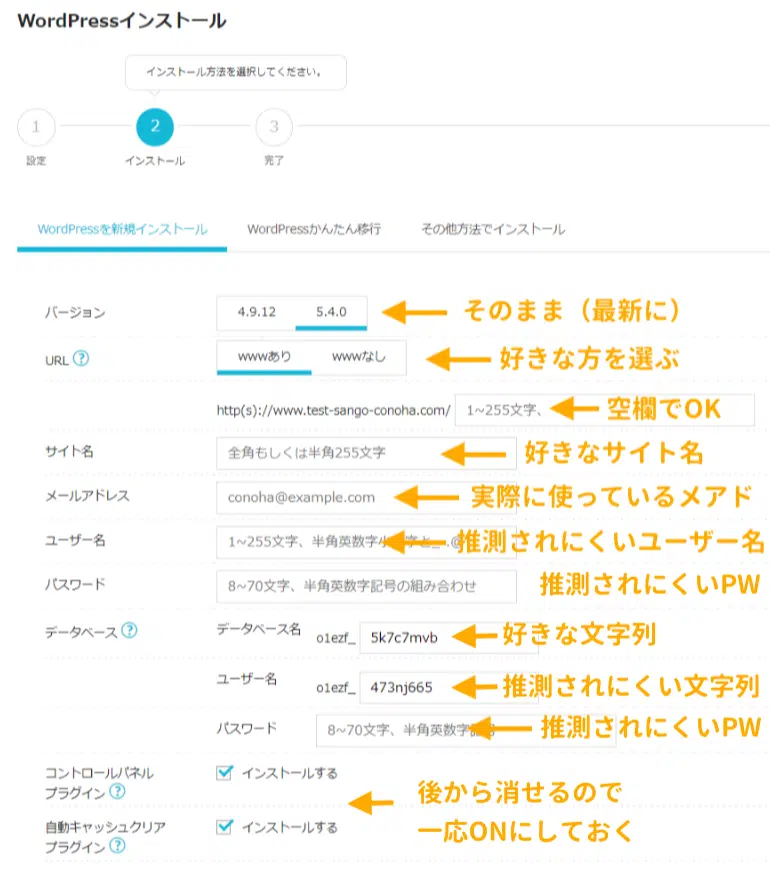 WordPressインストール
インストール方法を選択してください。
1 2 3
設定 インストール 完了
WordPressを新規インストール WordPressかんたん移行 その他方法でインストール
バージョン 4.9.12 5.4.0 そのまま（最新に）
URL ? wwwあり wwwなし 好きな方を選ぶ
http(s)://www.test-sango-conoha.com/ 1~255文字、 空欄でOK
サイト名 全角もしくは半角255文字 好きなサイト名
メールアドレス conoha@example.com 実際に使っているメアド
ユーザー名 1~255文字、半角英数字小文字と_.@ 推測されにくいユーザー名
パスワード 8~70文字、半角英数字記号の組み合わせ 推測されにくいPW
データベース ? データベース名 o1ezf_ 5k7c7mvb 好きな文字列
ユーザー名 o1ezf_ 473nj665 推測されにくい文字列
パスワード 8~70文字、半角英数字記号 推測されにくいPW
コントロールパネル
プラグイン ? インストールする
後から消せるので
自動キャッシュクリア
プラグイン ? インストールする
一応ONにしておく